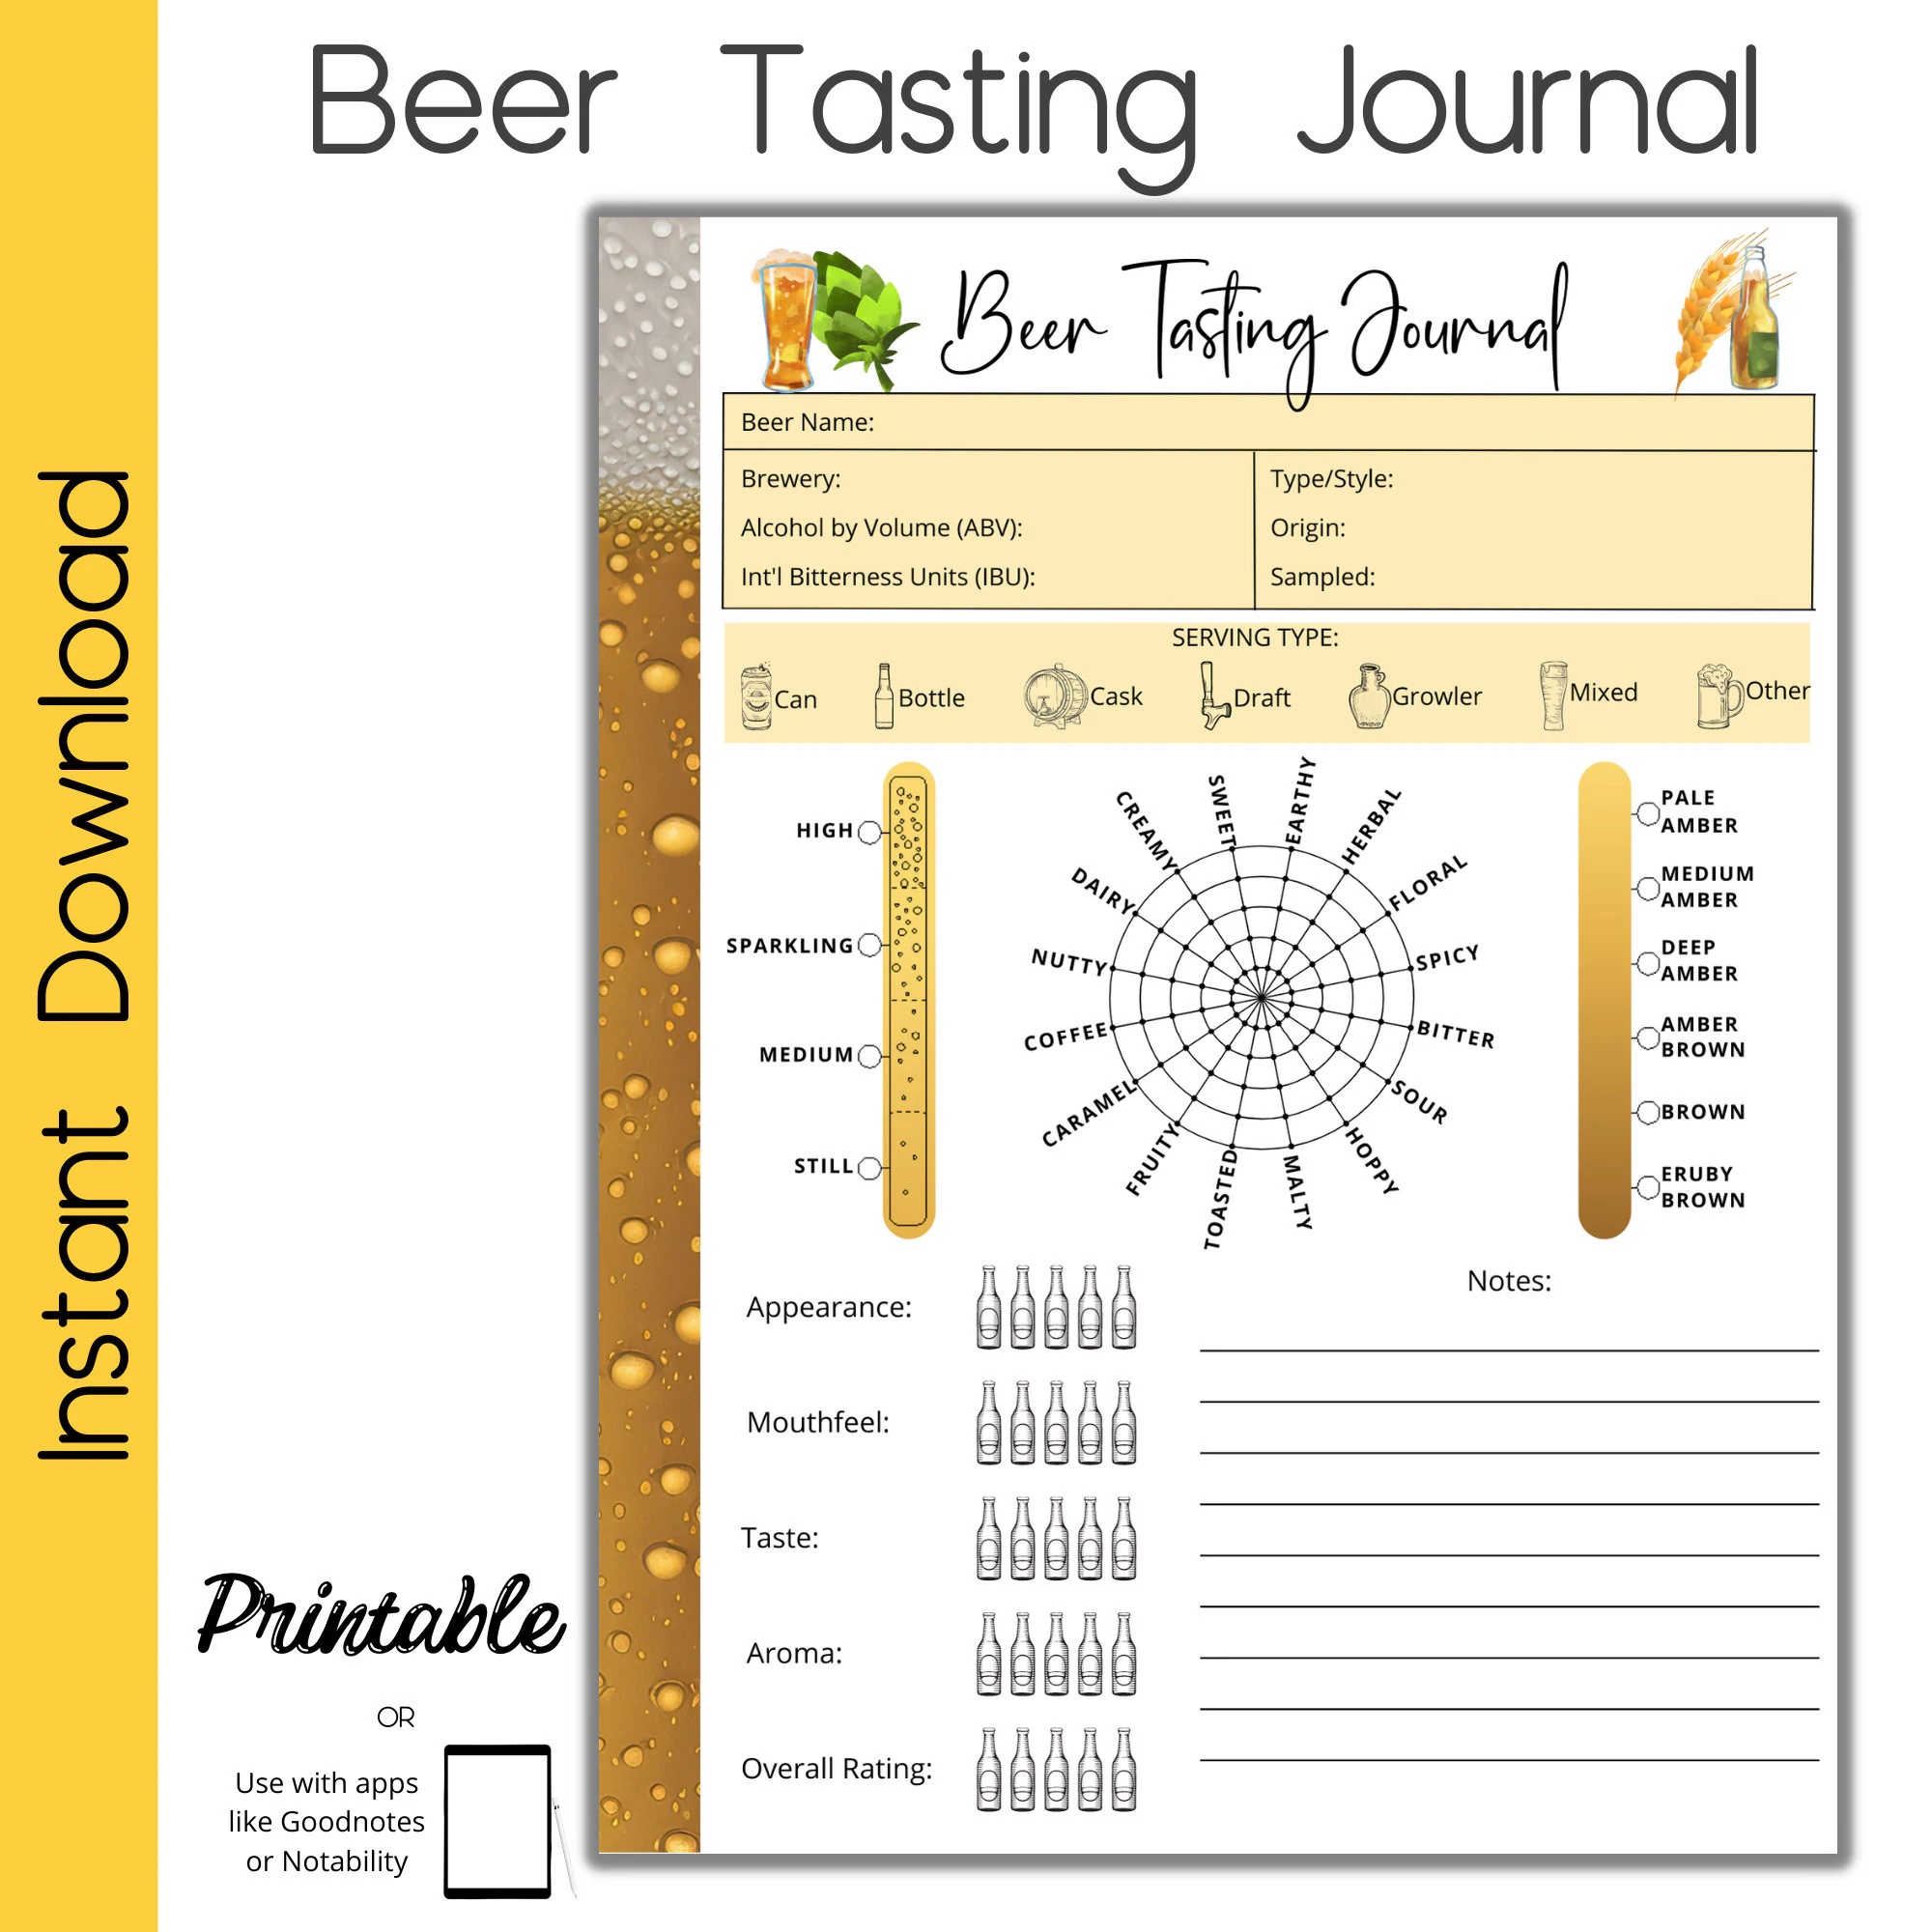 Beer Tasting Journal
Instant Download
Beer Tasting Journal
Beer Name:
Brewery:
Alcohol by Volume (ABV):
Int'l Bitterness Units (IBU):
Type/Style:
Origin:
Sampled:
SERVING TYPE:
Can
Bottle
Cask
Draft
Growler
Mixed
Other
HIGH
SPARKLING
MEDIUM
STILL
SWEET
EARTHY
HERBAL
FLORAL
SPICY
BITTER
SOUR
HOPPY
MALTY
TOASTED
FRUITY
CARAMEL
COFFEE
NUTTY
DAIRY
CREAMY
PALE
AMBER
MEDIUM
AMBER
DEEP
AMBER
AMBER
BROWN
BROWN
ERUBY
BROWN
Appearance:
Mouthfeel:
Taste:
Aroma:
Overall Rating:
Notes:
Printable
OR
Use with apps
like Goodnotes
or Notability